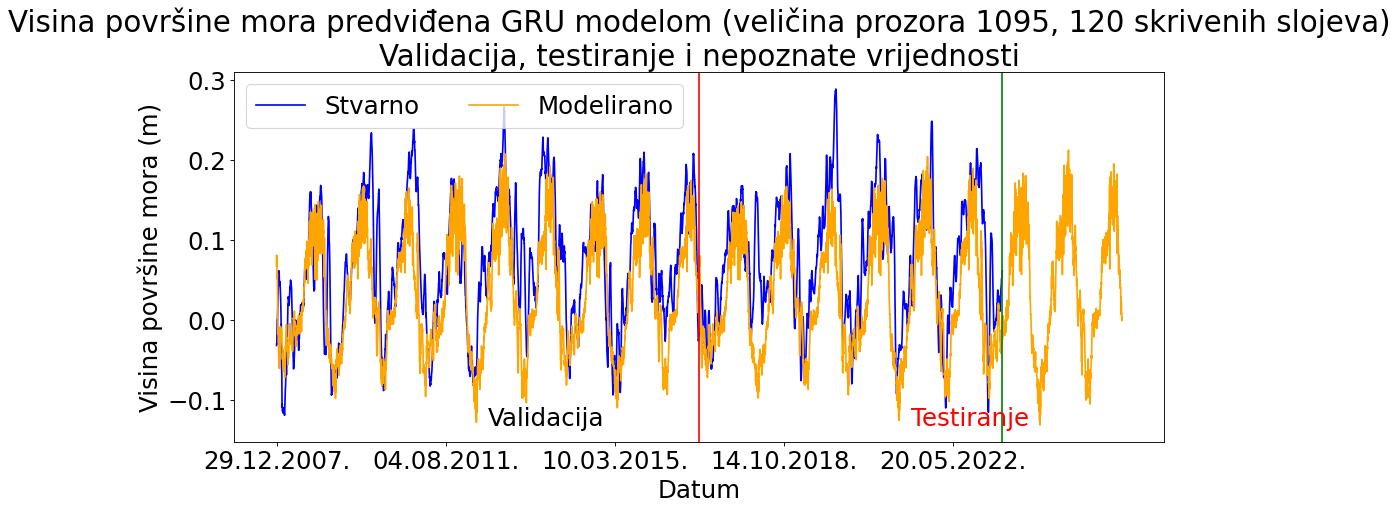 Visina površine mora predviđena GRU modelom (veličina prozora 1095, 120 skrivenih slojeva)
Validacija, testiranje i nepoznate vrijednosti
Stvarno
Modelirano
Visina površine mora (m)
0.3
0.2
0.1
0.0
−0.1
Validacija
Testiranje
29.12.2007.
04.08.2011.
10.03.2015.
14.10.2018.
20.05.2022.
Datum